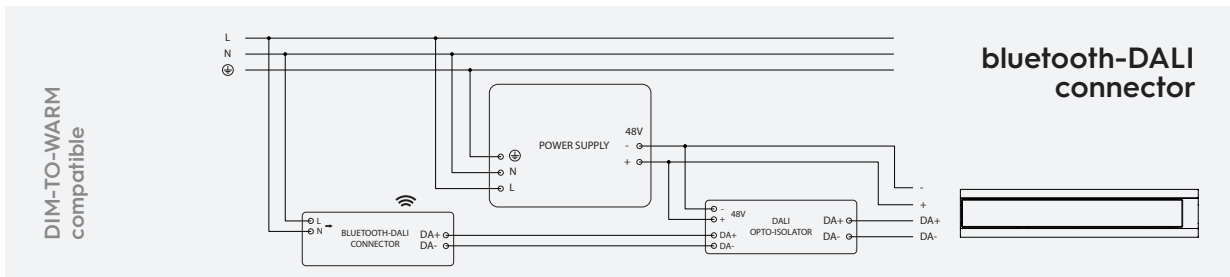 DIM-TO-WARM
compatible
bluetooth-DALI
connector
L
N
POWER SUPPLY
48V
-
+
N
L
L
N
BLUETOOTH-DALI
CONNECTOR
DA+
DA-
-
+
48V
DA+
DA-
DALI
OPTO-ISOLATOR
DA+
DA-
-
+
DA+
DA-